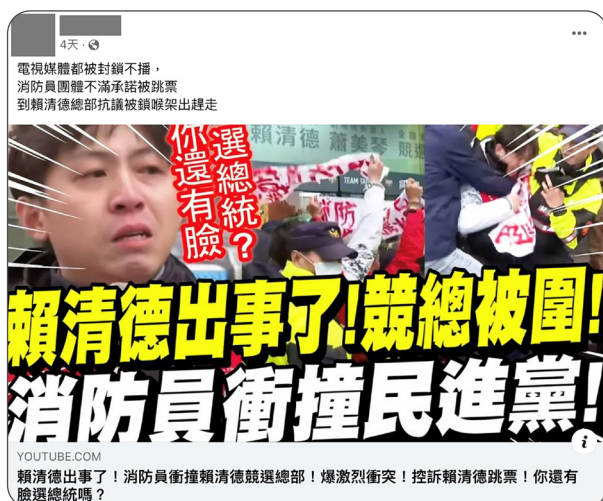 4天
電視媒體都被封鎖不播，
消防員團體不滿承諾被跳票
到賴清德總部抗議被鎖喉架出趕走
選總統？
你還有臉
賴清德 蕭美琴 競
TEAM
消防
賴清德出事了！競總被圍！
消防員衝撞民進黨！
YOUTUBE.COM
賴清德出事了！消防員衝撞賴清德競選總部！爆激烈衝突！控訴賴清德跳票！你還有
臉選總統嗎？